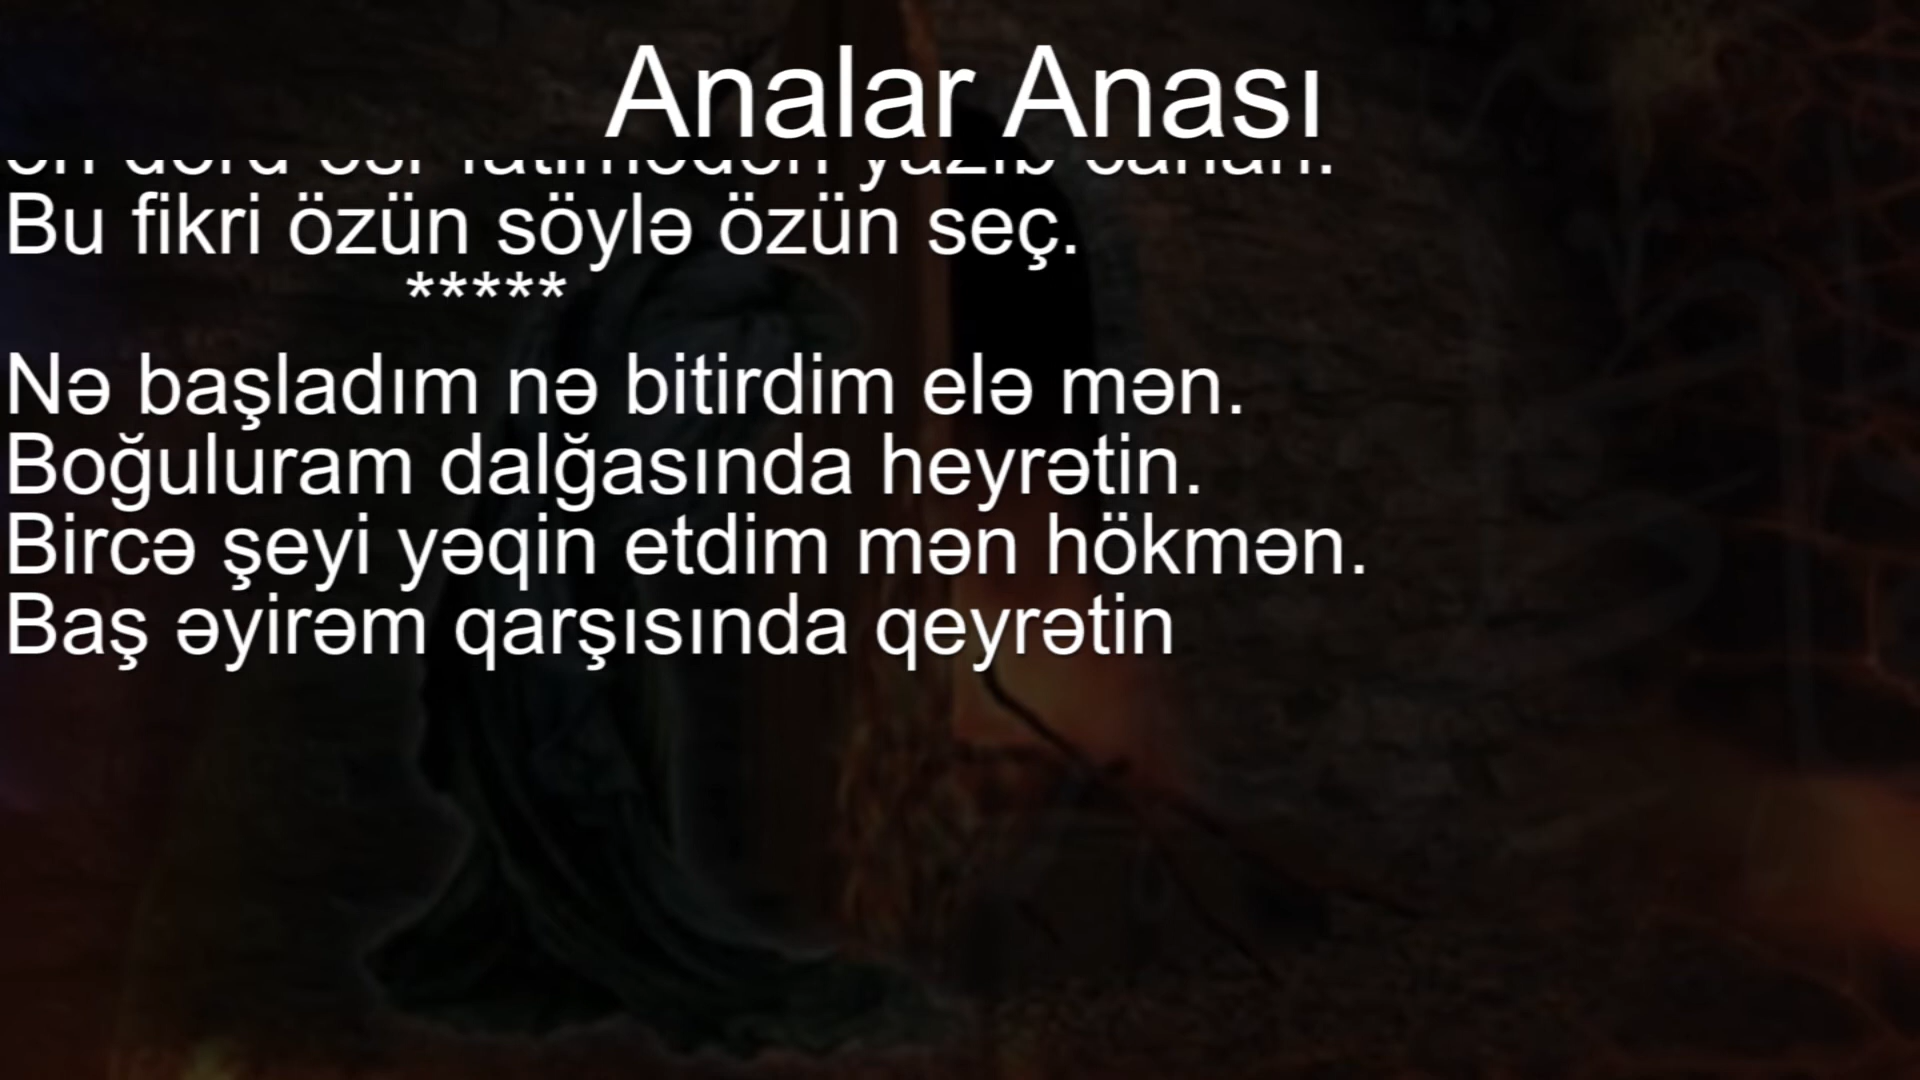 Analar Anası
Bu fikri özün söylə özün seç.
*****
Nə başladım nə bitirdim elə mən.
Boğuluram dalğasında heyrətin.
Bircə şeyi yəqin etdim mən hökmən.
Baş əyirəm qarşısında qeyrətin